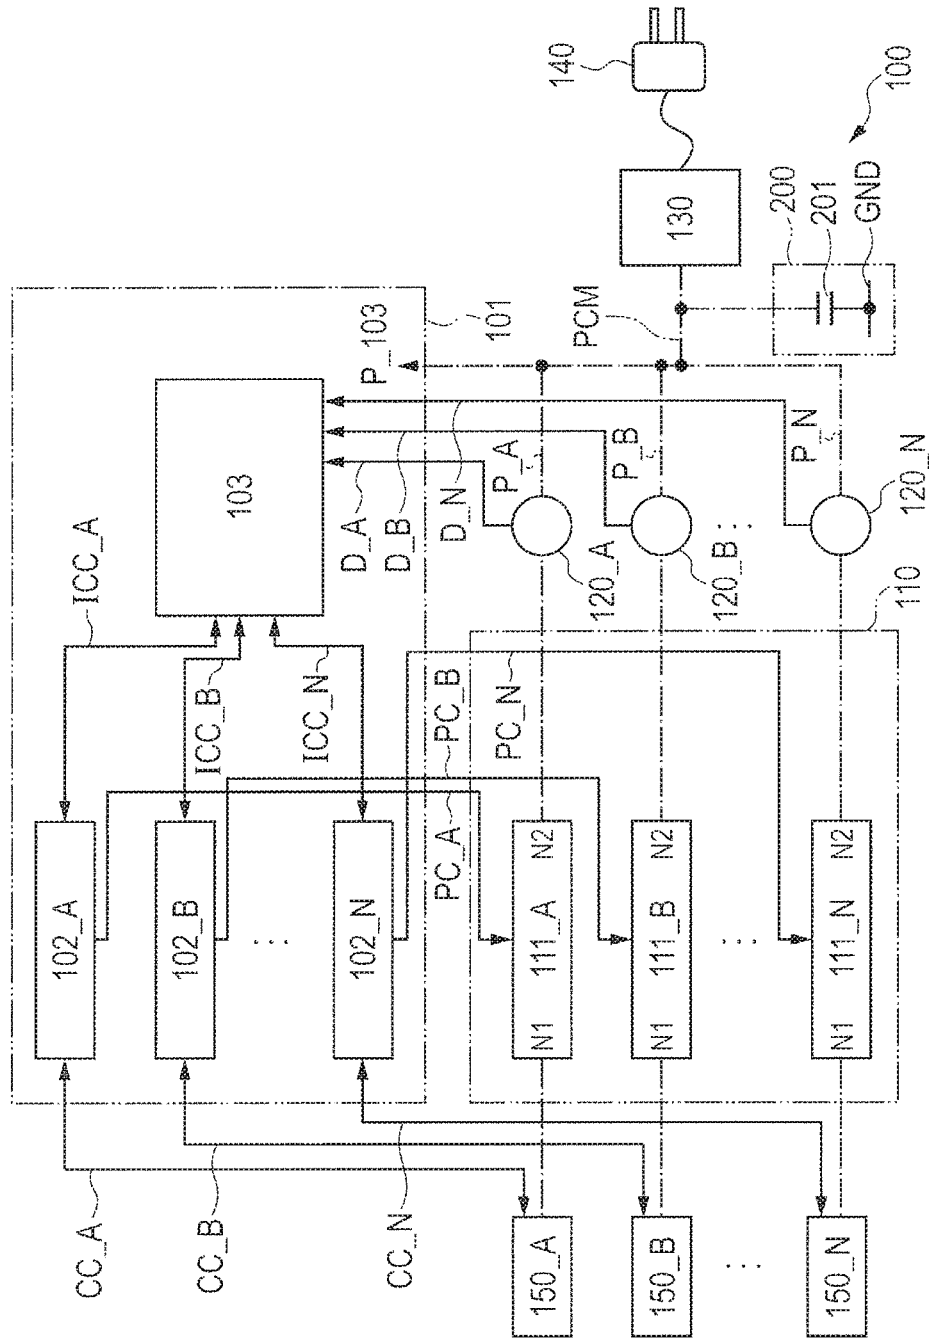 140
100
130
200
201
GND
PCM
101
P_103
103
ICC_A
ICC_B
ICC_N
D_A
D_B
D_N
P_A
P_B
P_N
120_A
120_B
. . .
120_N
110
PC_A
PC_B
PC_N
102_A
102_B
. . .
102_N
N1 111_A N2
N1 111_B N2
. . .
N1 111_N N2
CC_A
CC_B
CC_N
150_A
150_B
. . .
150_N